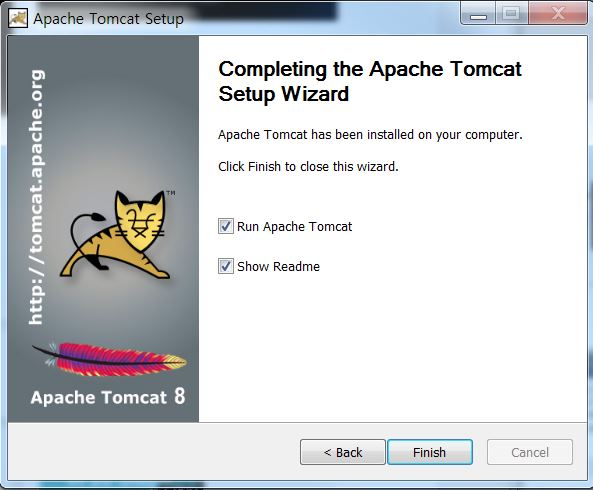 Apache Tomcat Setup
http://tomcat.apache.org
TM
Apache Tomcat 8
Completing the Apache Tomcat
Setup Wizard
Apache Tomcat has been installed on your computer.
Click Finish to close this wizard.
Run Apache Tomcat
Show Readme
< Back
Finish
Cancel